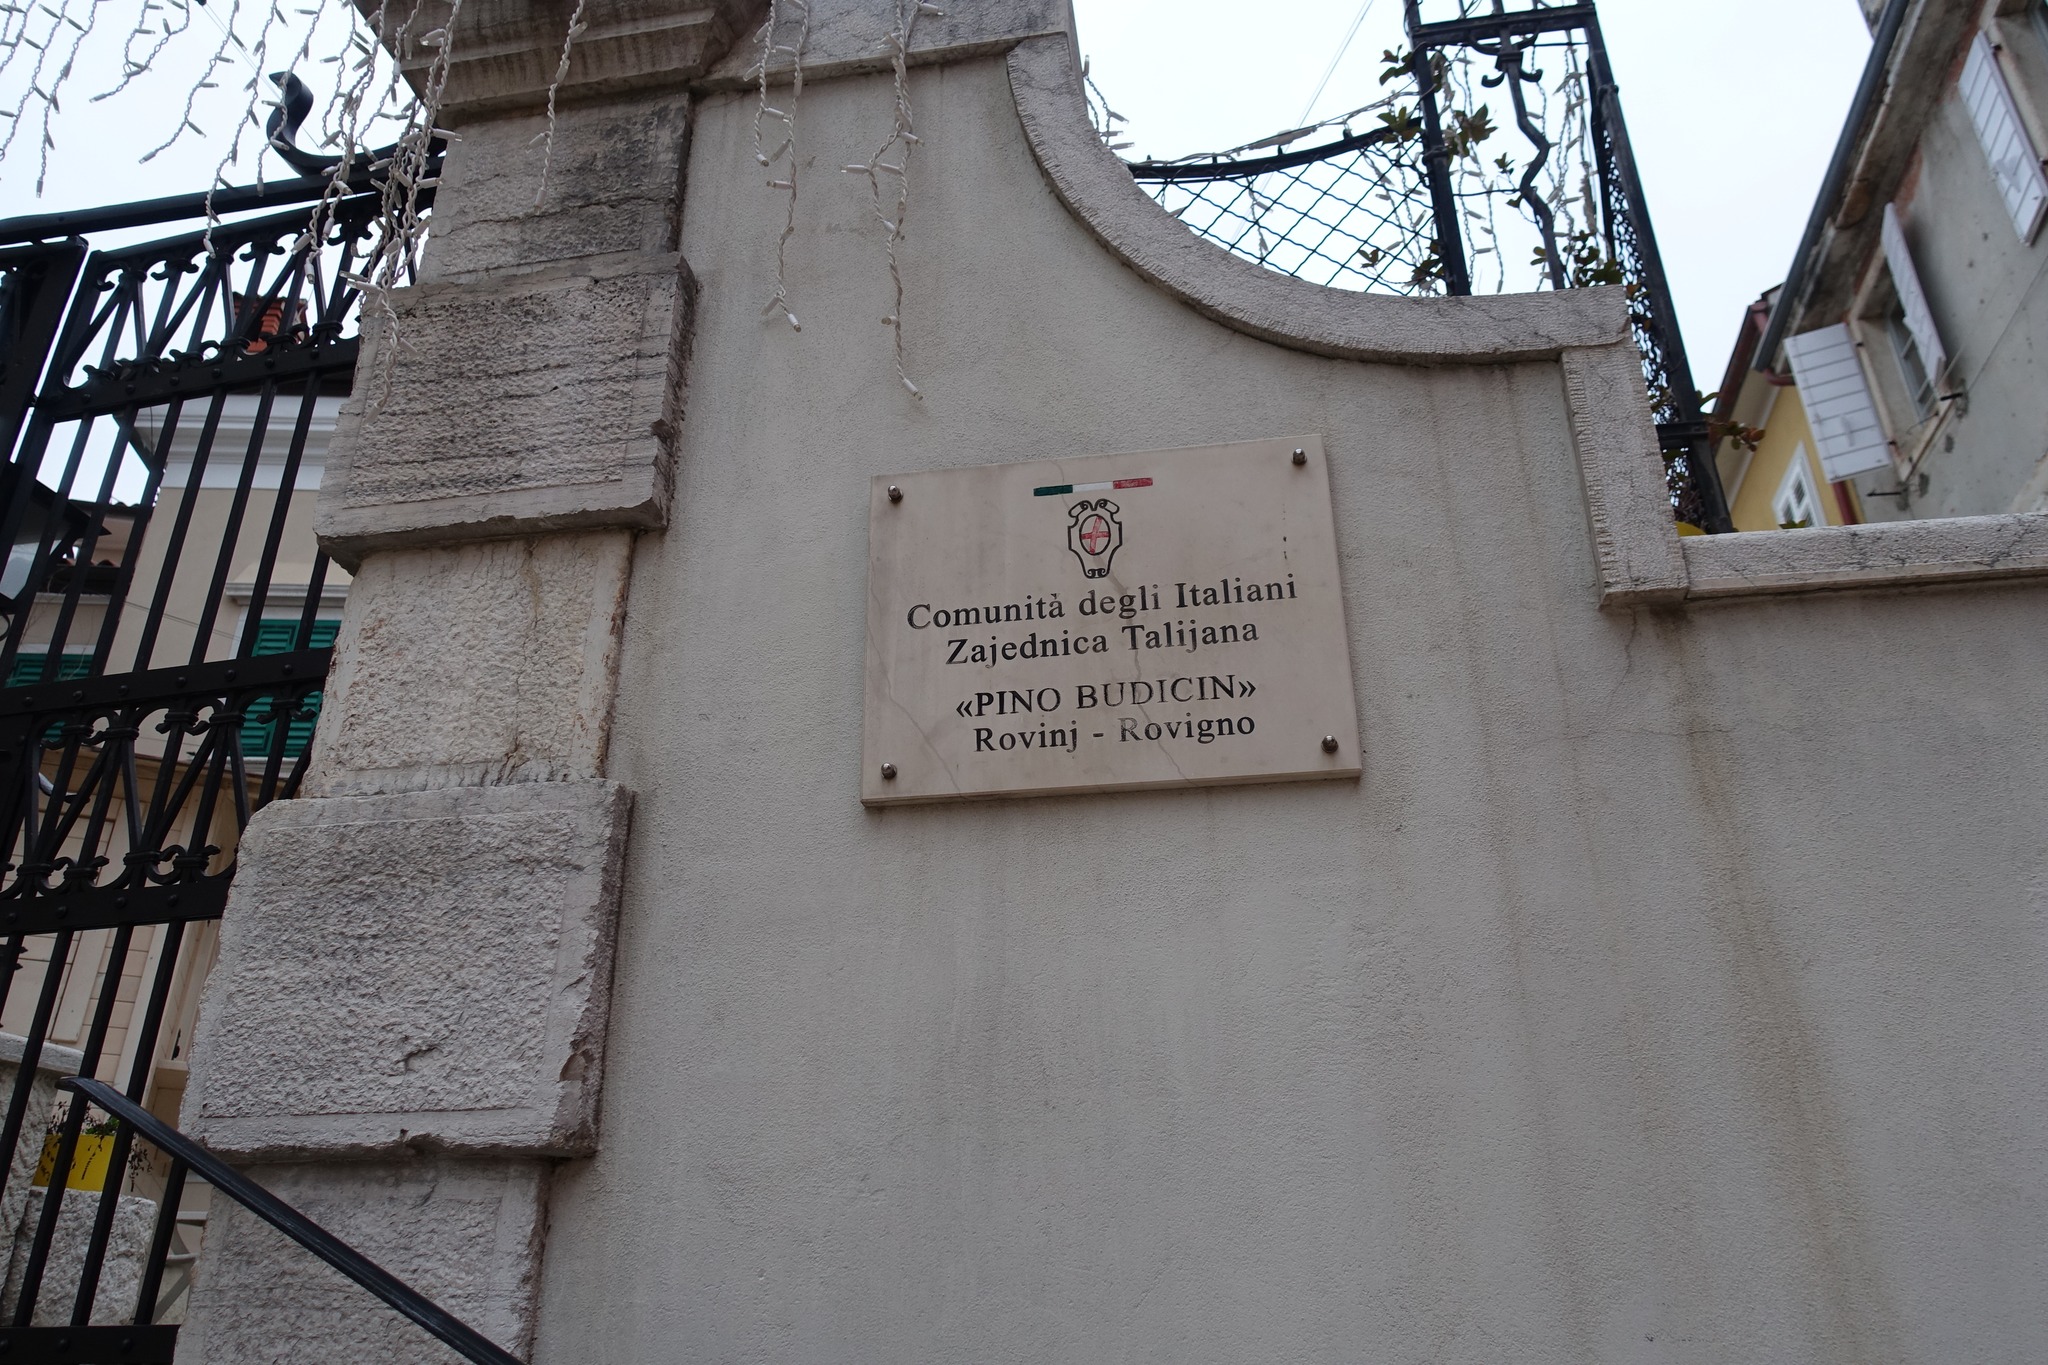 Comunità degli Italiani
Zajednica Talijana
«PINO BUDICIN»
Rovinj - Rovigno